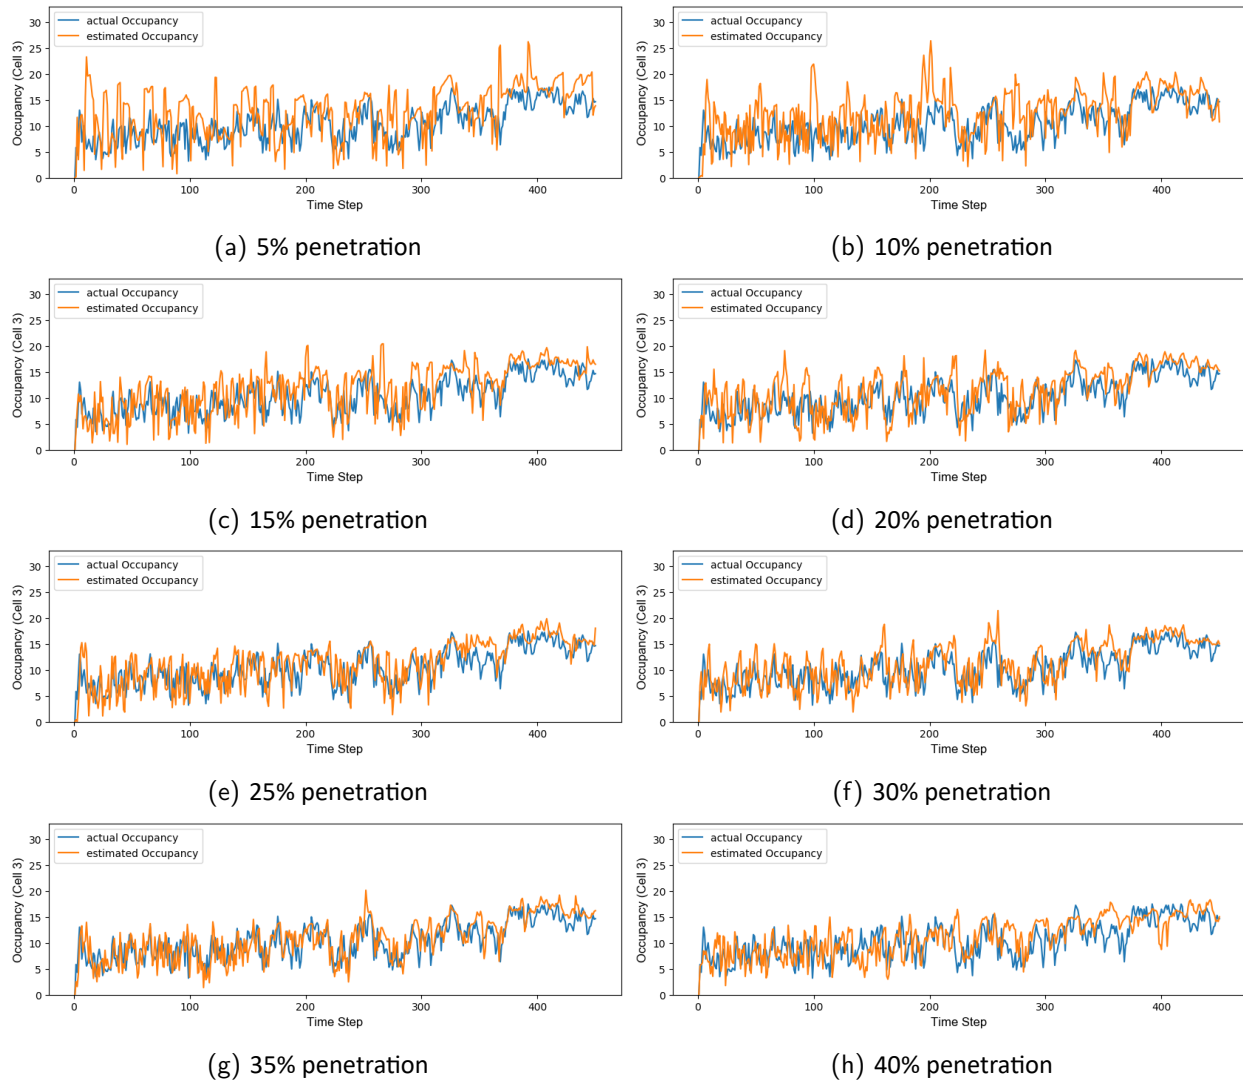 actual Occupancy
estimated Occupancy
Occupancy (Cell 3)
30
25
20
15
10
5
0
0 100 200 300 400
Time Step
(a) 5% penetration
actual Occupancy
estimated Occupancy
Occupancy (Cell 3)
30
25
20
15
10
5
0
0 100 200 300 400
Time Step
(b) 10% penetration
actual Occupancy
estimated Occupancy
Occupancy (Cell 3)
30
25
20
15
10
5
0
0 100 200 300 400
Time Step
(c) 15% penetration
actual Occupancy
estimated Occupancy
Occupancy (Cell 3)
30
25
20
15
10
5
0
0 100 200 300 400
Time Step
(d) 20% penetration
actual Occupancy
estimated Occupancy
Occupancy (Cell 3)
30
25
20
15
10
5
0
0 100 200 300 400
Time Step
(e) 25% penetration
actual Occupancy
estimated Occupancy
Occupancy (Cell 3)
30
25
20
15
10
5
0
0 100 200 300 400
Time Step
(f) 30% penetration
actual Occupancy
estimated Occupancy
Occupancy (Cell 3)
30
25
20
15
10
5
0
0 100 200 300 400
Time Step
(g) 35% penetration
actual Occupancy
estimated Occupancy
Occupancy (Cell 3)
30
25
20
15
10
5
0
0 100 200 300 400
Time Step
(h) 40% penetration